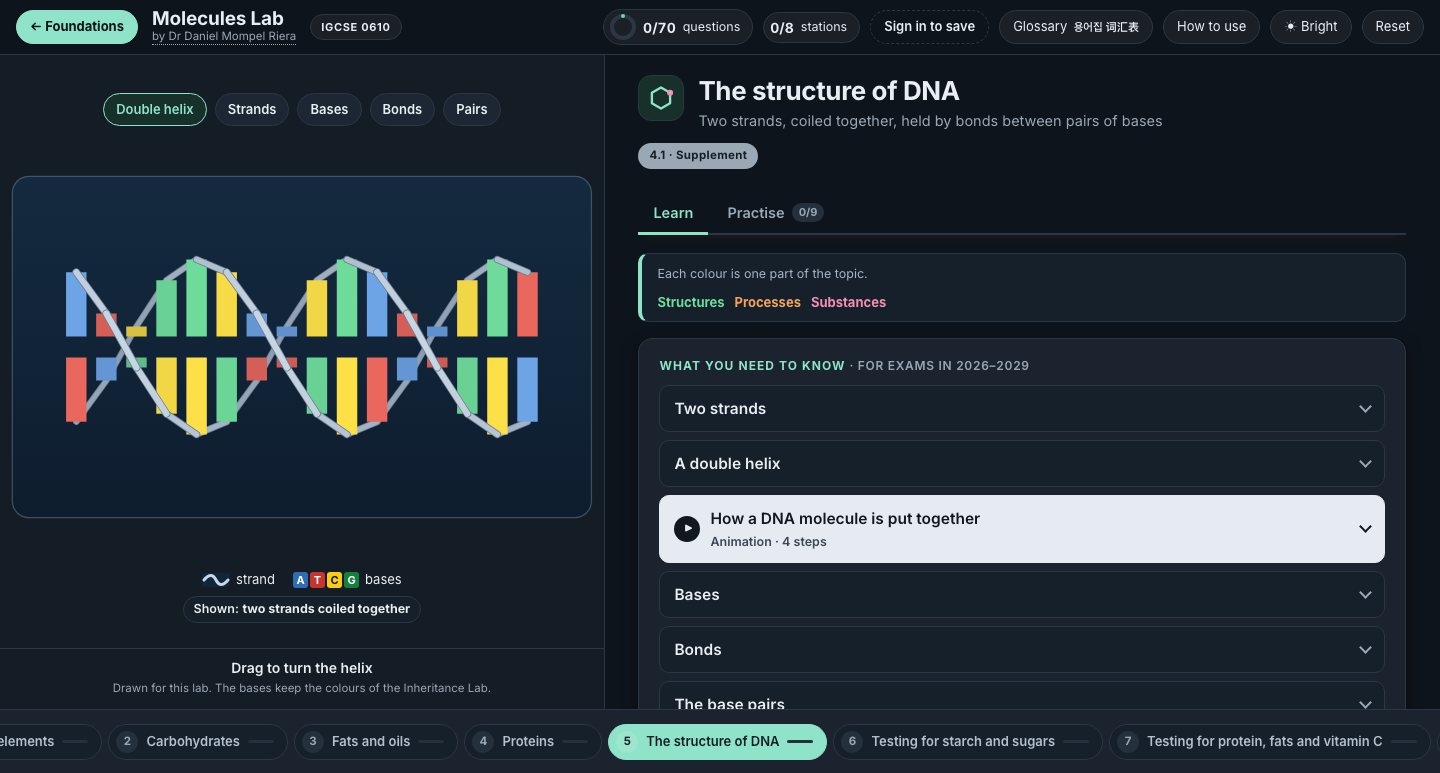 ← Foundations
Molecules Lab
by Dr Daniel Mompel Riera
IGCSE 0610
0/70 questions
0/8 stations
Sign in to save
Glossary 용어집 词汇表
How to use
☀ Bright
Reset
Double helix
Strands
Bases
Bonds
Pairs
strand
A T C G bases
Shown: two strands coiled together
Drag to turn the helix
Drawn for this lab. The bases keep the colours of the Inheritance Lab.
The structure of DNA
Two strands, coiled together, held by bonds between pairs of bases
4.1 · Supplement
Learn
Practise 0/9
Each colour is one part of the topic.
Structures Processes Substances
WHAT YOU NEED TO KNOW · FOR EXAMS IN 2026–2029
Two strands
A double helix
How a DNA molecule is put together
Animation · 4 steps
Bases
Bonds
The base pairs
elements
2 Carbohydrates
3 Fats and oils
4 Proteins
5 The structure of DNA
6 Testing for starch and sugars
7 Testing for protein, fats and vitamin C